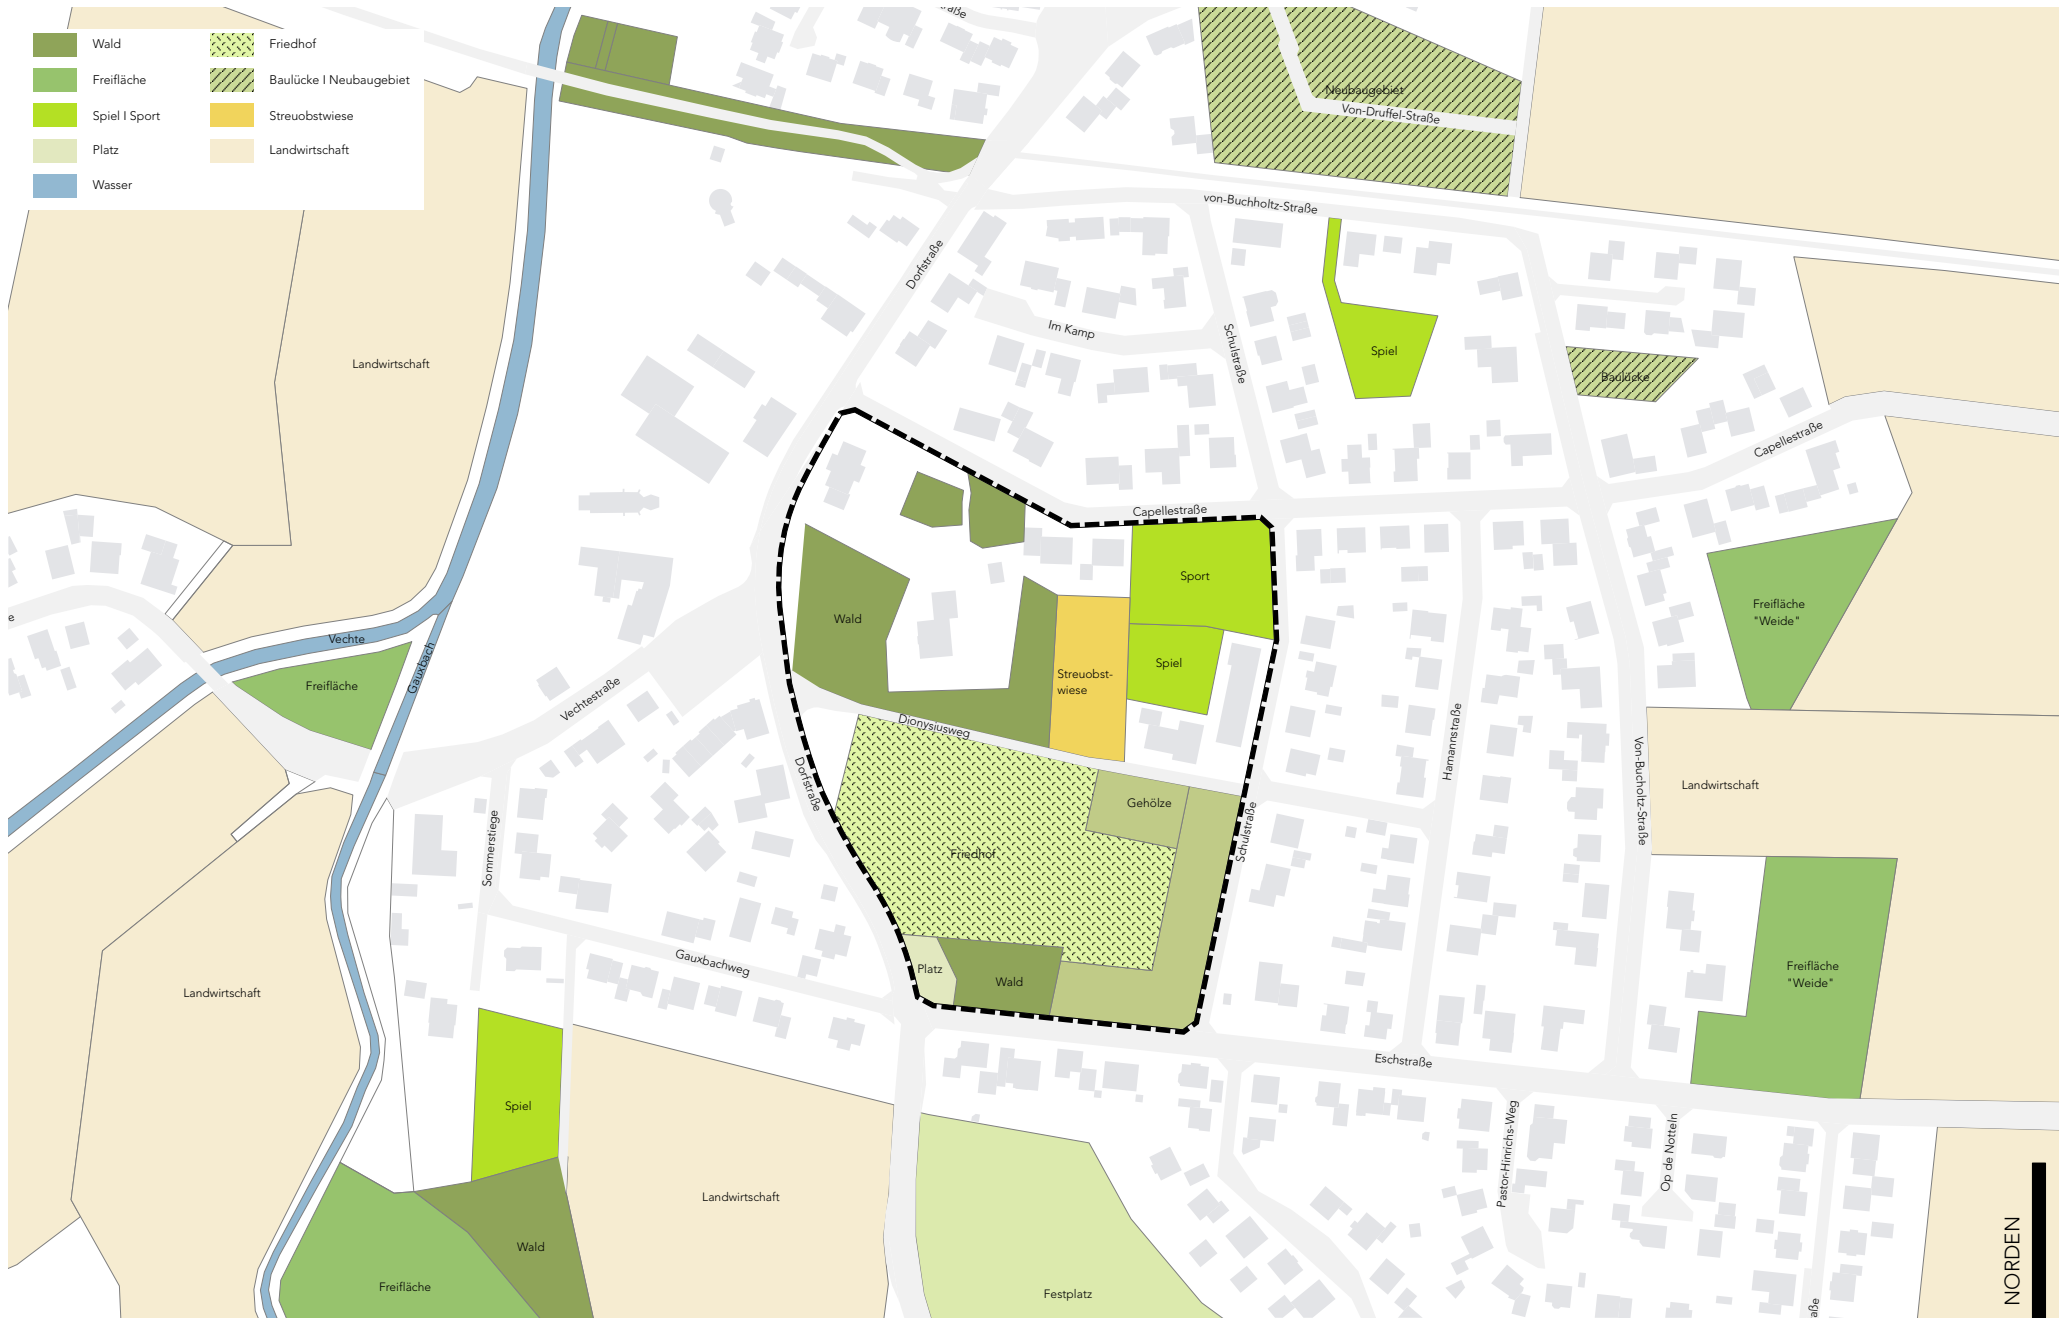 Wald
Freifläche
Spiel I Sport
Platz
Wasser
Friedhof
Baulücke I Neubaugebiet
Streuobstwiese
Landwirtschaft
Neubaugebiet
Von-Druffel-Straße
von-Buchholtz-Straße
Dorfstraße
Im Kamp
Schulstraße
Spiel
Baulücke
Landwirtschaft
Capellestraße
Capellestraße
Sport
Wald
Freifläche
"Weide"
Vechte
Gauxbach
Freifläche
Spiel
Streuobst-
wiese
Vechtestraße
Dionysiusweg
Dorfstraße
Hamannstraße
Von-Buchholtz-Straße
Landwirtschaft
Gehölze
Schulstraße
Friedhof
Sommerstiege
Gauxbachweg
Platz
Wald
Freifläche
"Weide"
Landwirtschaft
Eschstraße
Spiel
Pastor-Hinrichs-Weg
Op de Notteln
Landwirtschaft
Wald
Freifläche
Festplatz
NORDEN